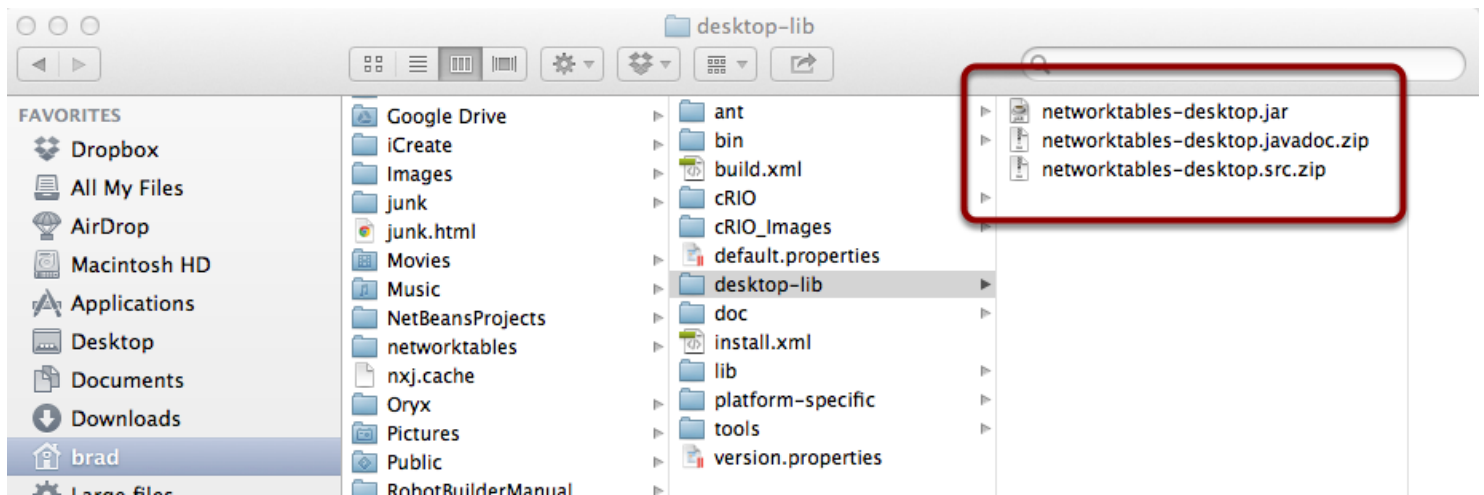 desktop-lib
FAVORITES
Dropbox
All My Files
AirDrop
Macintosh HD
Applications
Desktop
Documents
Downloads
brad
Large files
Google Drive
iCreate
Images
junk
junk.html
Movies
Music
NetBeansProjects
networktables
nxj.cache
Oryx
Pictures
Public
RobotBuilderManual
ant
bin
build.xml
cRIO
cRIO_Images
default.properties
desktop-lib
doc
install.xml
lib
platform-specific
tools
version.properties
networktables-desktop.jar
networktables-desktop.javadoc.zip
networktables-desktop.src.zip